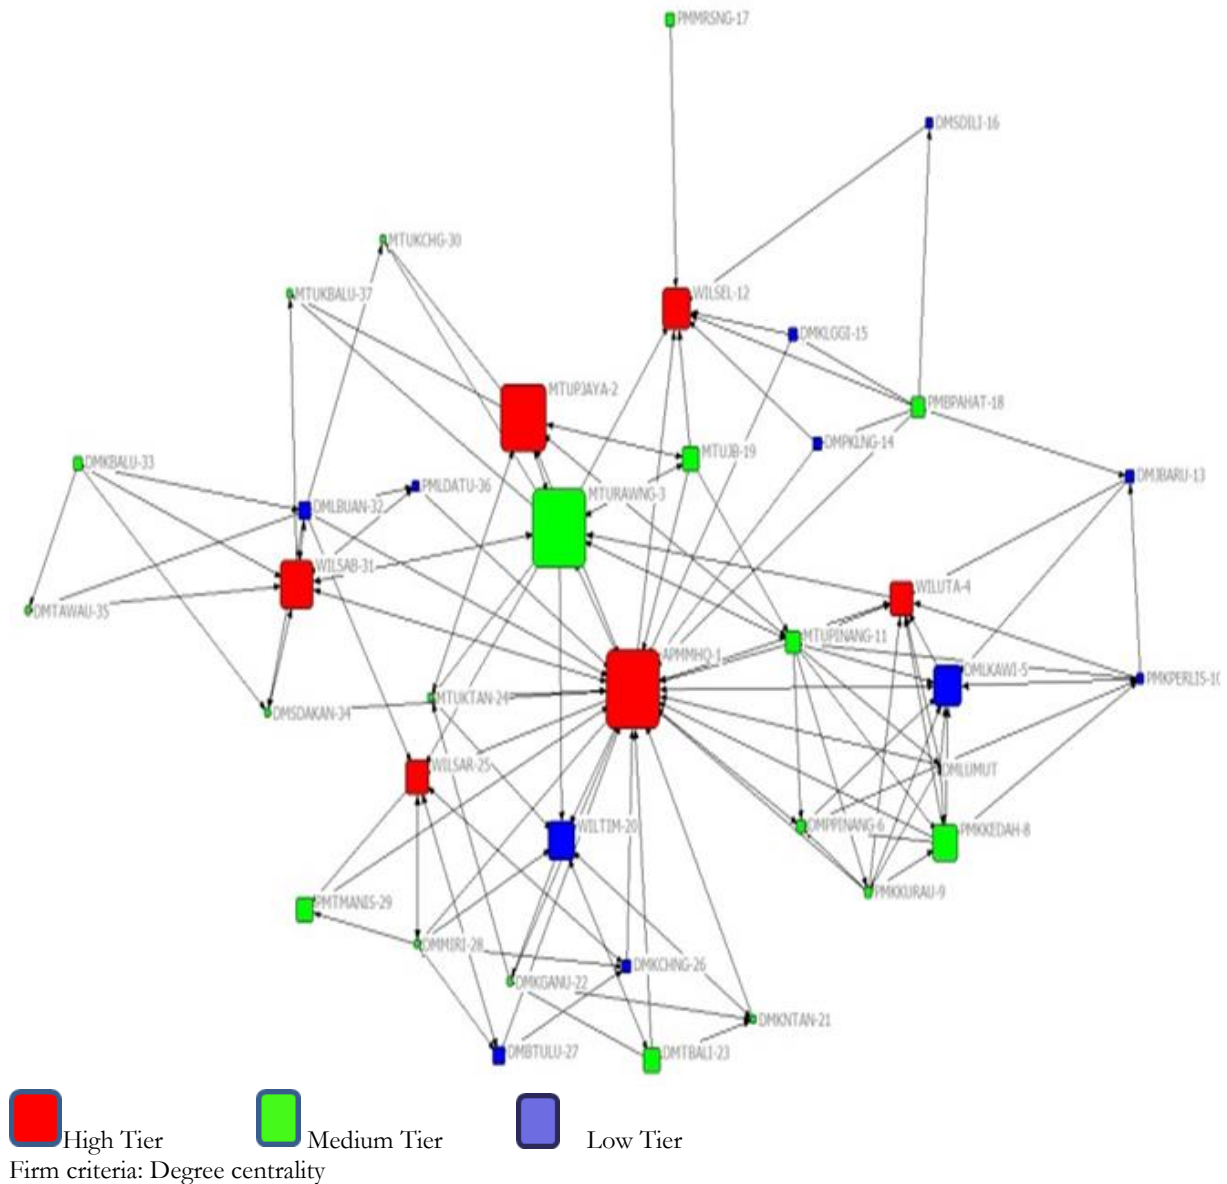 PMMRSNG-17
DMSDILI-16
MTUKCHG-30
MTUKBALU-37
WILSEL-12
DMKLGGI-15
MTUPJAYA-2
PMBPAHAT-18
DMPKLNG-14
MTUJB-19
DMKBALU-33
DMJBARU-13
PMLDATU-36
MTURAWNG-3
DMLBUAN-32
WILSAB-31
WILUTA-4
DMTAWAU-35
MTUPINANG-11
APMMHQ-1
DMLKAWI-5
PMKPERLIS-10
MTUKTAN-24
DMSDAKAN-34
WILSAR-25
DMLUMUT
WILTIM-20
DMPPINANG-6
PMKKEDAH-8
PMKKURAU-9
PMTMANIS-29
DMMIRI-28
DMKCHNG-26
DMKGANU-22
DMKNTAN-21
DMBTULU-27
DMTBALI-23
High Tier Medium Tier Low Tier
Firm criteria: Degree centrality